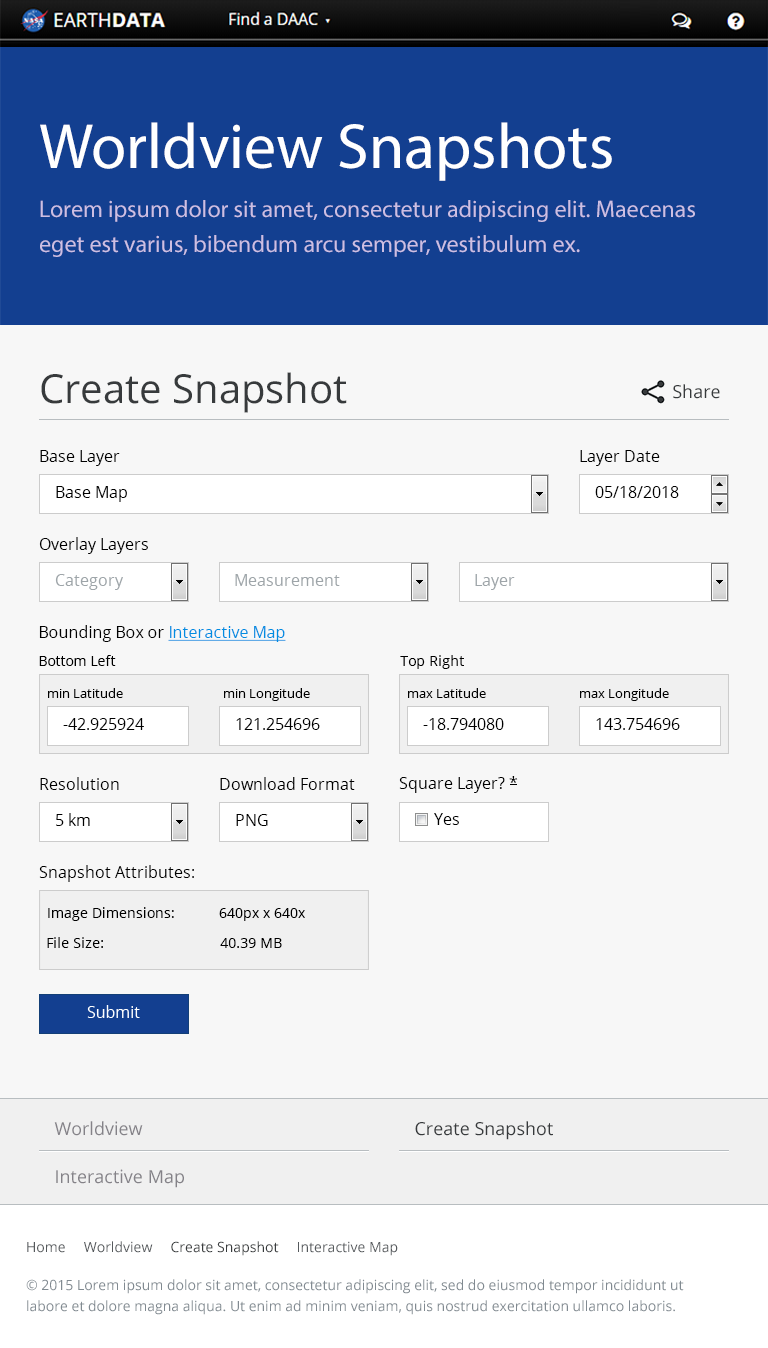 NASA EARTHDATA Find a DAAC
Worldview Snapshots
Lorem ipsum dolor sit amet, consectetur adipiscing elit. Maecenas
eget est varius, bibendum arcu semper, vestibulum ex.
Create Snapshot Share
Base Layer Layer Date
Base Map 05/18/2018
Overlay Layers
Category Measurement Layer
Bounding Box or Interactive Map
Bottom Left Top Right
min Latitude min Longitude max Latitude max Longitude
-42.925924 121.254696 -18.794080 143.754696
Resolution Download Format Square Layer? *
5 km PNG Yes
Snapshot Attributes:
Image Dimensions: 640px x 640x
File Size: 40.39 MB
Submit
Worldview Create Snapshot
Interactive Map
Home Worldview Create Snapshot Interactive Map
© 2015 Lorem ipsum dolor sit amet, consectetur adipiscing elit, sed do eiusmod tempor incididunt ut
labore et dolore magna aliqua. Ut enim ad minim veniam, quis nostrud exercitation ullamco laboris.